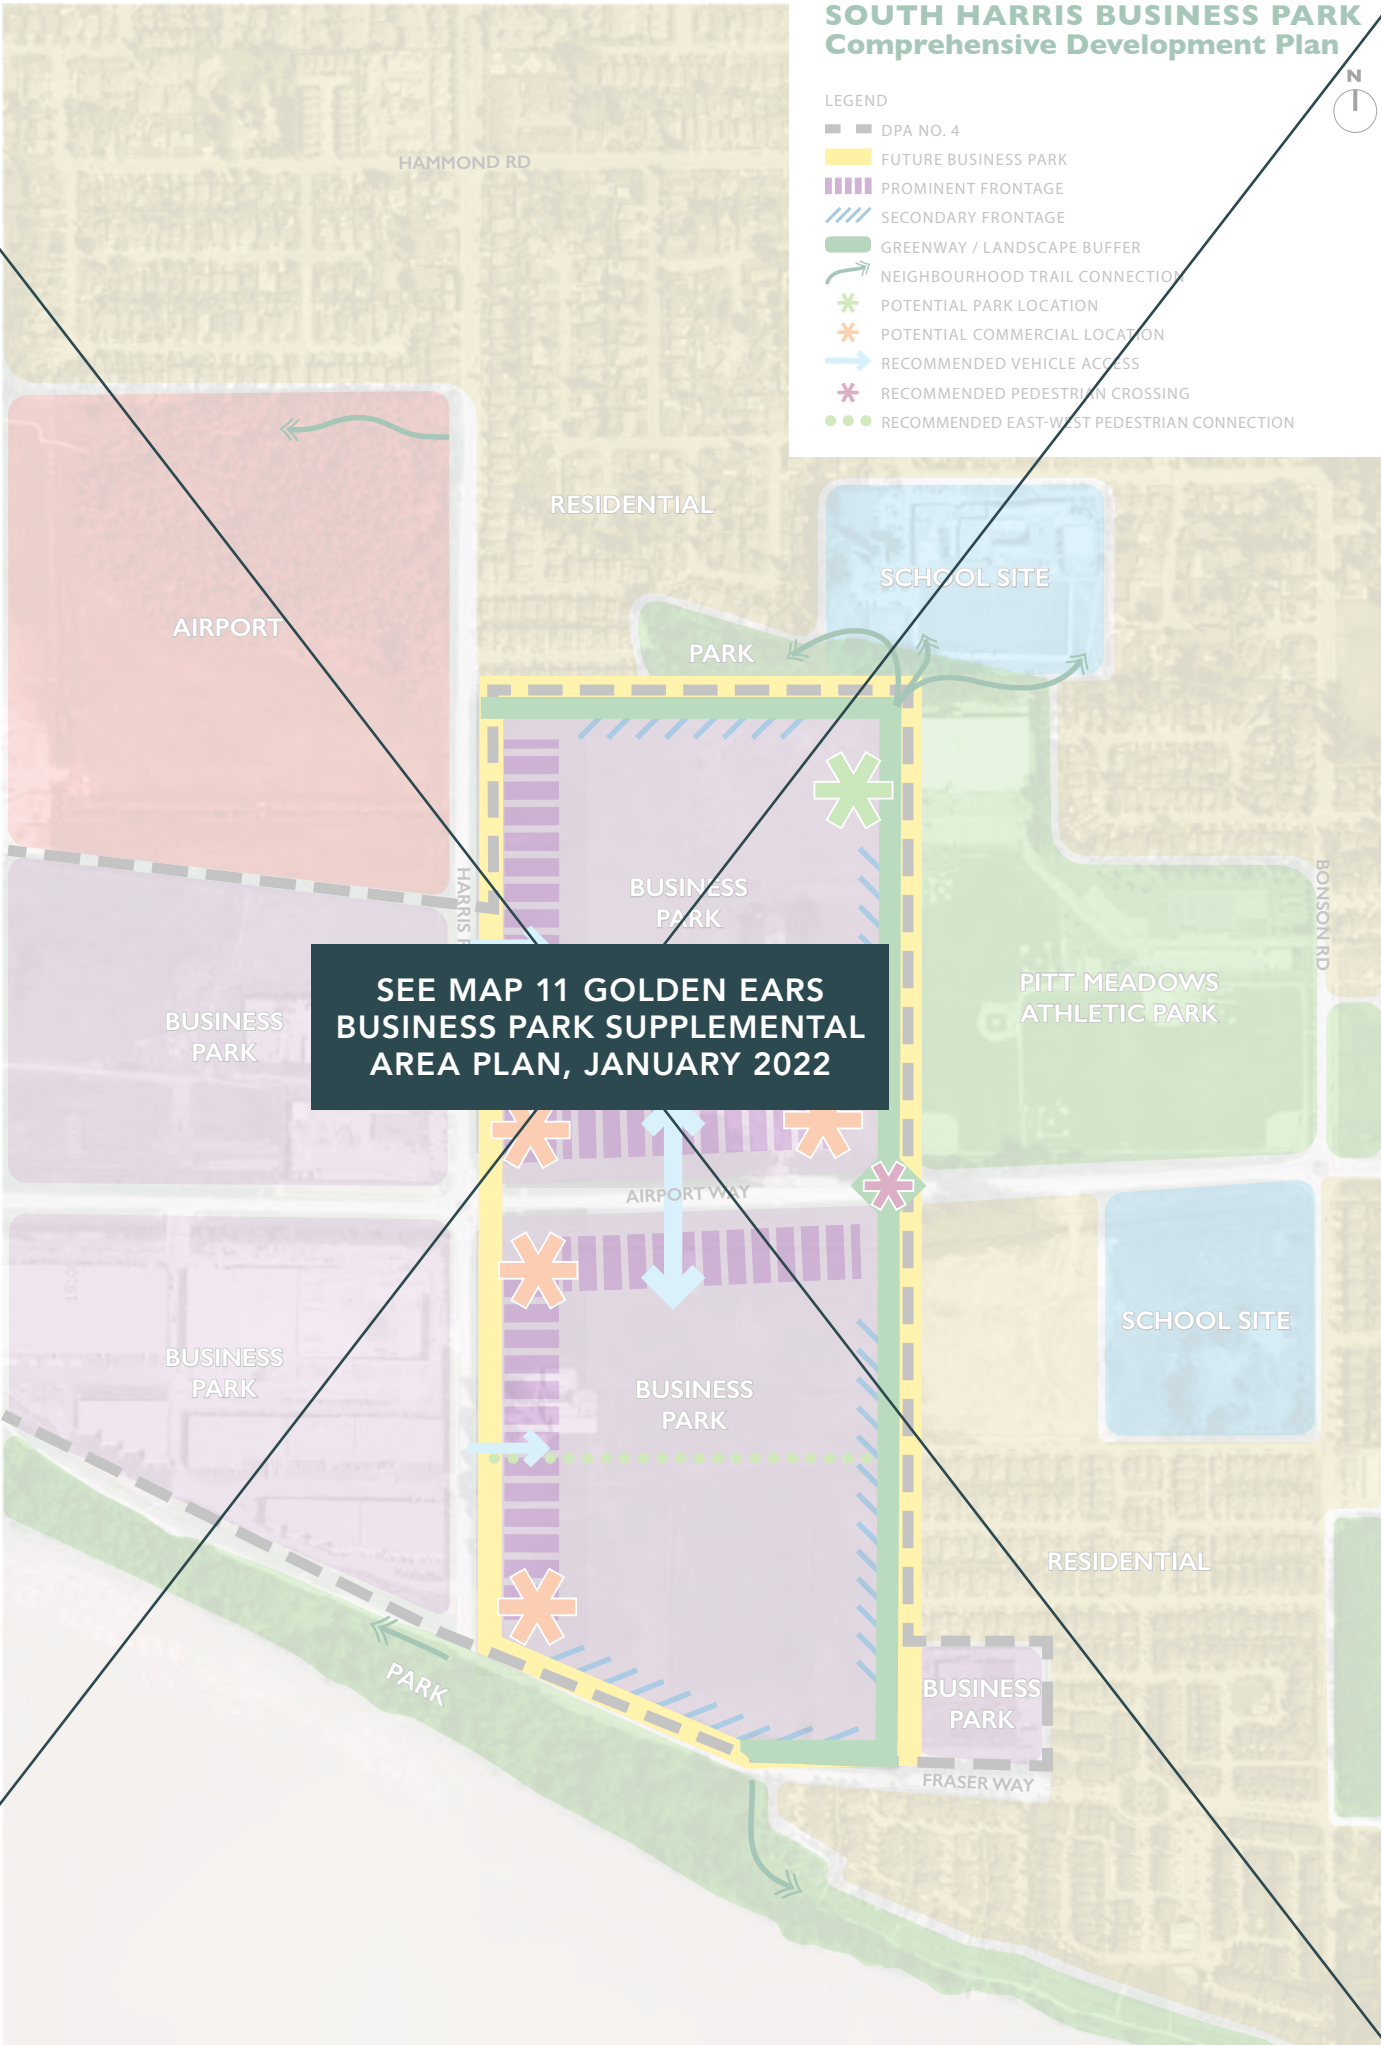 SOUTH HARRIS BUSINESS PARK
Comprehensive Development Plan
N
LEGEND
DPA NO. 4
FUTURE BUSINESS PARK
PROMINENT FRONTAGE
SECONDARY FRONTAGE
GREENWAY / LANDSCAPE BUFFER
NEIGHBOURHOOD TRAIL CONNECTION
POTENTIAL PARK LOCATION
POTENTIAL COMMERCIAL LOCATION
RECOMMENDED VEHICLE ACCESS
RECOMMENDED PEDESTRIAN CROSSING
RECOMMENDED EAST-WEST PEDESTRIAN CONNECTION
HAMMOND RD
RESIDENTIAL
SCHOOL SITE
AIRPORT
PARK
HARRIS
BUSINESS
PARK
BONSON RD
PITT MEADOWS
ATHLETIC PARK
BUSINESS
PARK
SEE MAP 11 GOLDEN EARS
BUSINESS PARK SUPPLEMENTAL
AREA PLAN, JANUARY 2022
AIRPORT WAY
SCHOOL SITE
BUSINESS
PARK
BUSINESS
PARK
RESIDENTIAL
PARK
BUSINESS
PARK
FRASER WAY